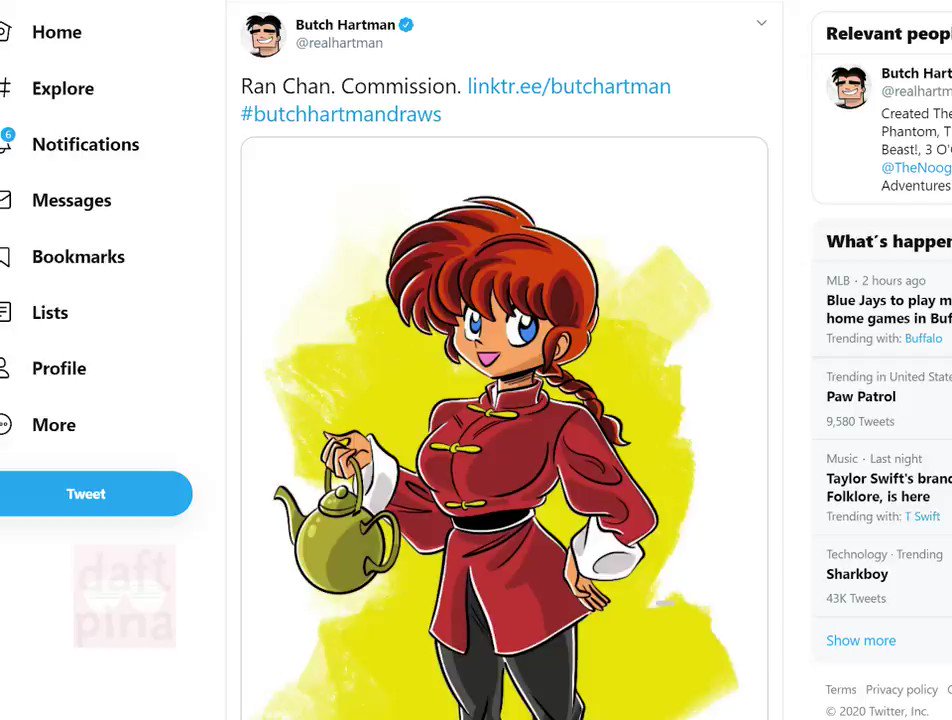 Home
Explore
6
Notifications
Messages
Bookmarks
Lists
Profile
More
Tweet
daft
pina
Butch Hartman
@realhartman
Ran Chan. Commission. linktr.ee/butchartman
#butchhartmandraws
Relevant peopl
Butch Hart
@realhartm
Created The
Phantom, T
Beast!, 3 O'
@TheNoog
Adventures
What's happen
MLB · 2 hours ago
Blue Jays to play m
home games in Buf
Trending with: Buffalo
Trending in United State
Paw Patrol
9,580 Tweets
Music · Last night
Taylor Swift's brand
Folklore, is here
Trending with: T Swift
Technology · Trending
Sharkboy
43K Tweets
Show more
Terms Privacy policy C
© 2020 Twitter, Inc.